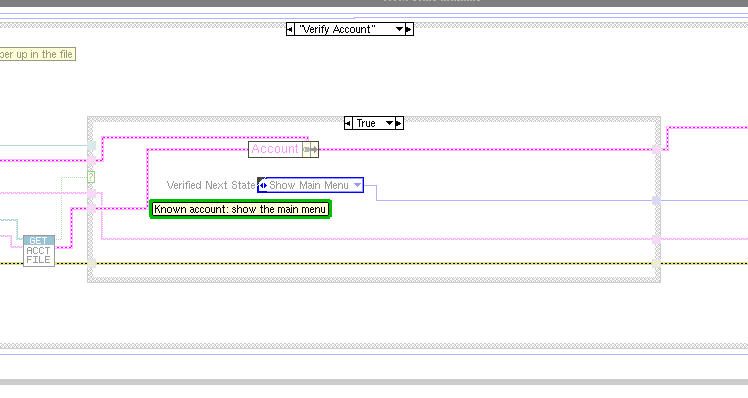 "Verify Account"
per up in the file
True
Account
Verified Next State
Show Main Menu
?
Known account: show the main menu
GET
ACCT
FILE